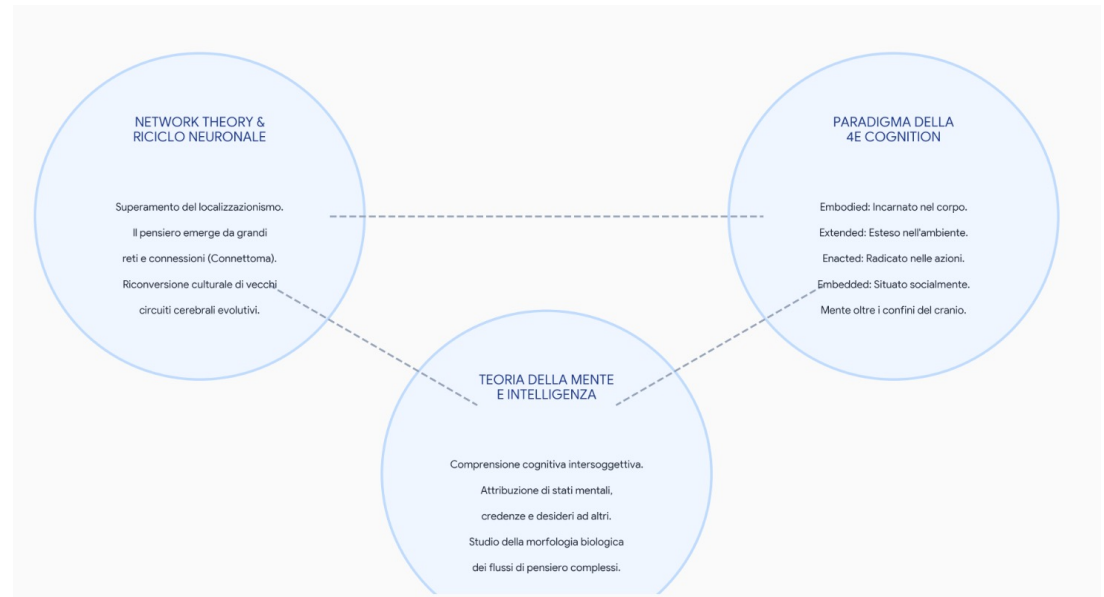 NETWORK THEORY &
RICICLO NEURONALE
Superamento del localizzazionismo.
Il pensiero emerge da grandi
reti e connessioni (Connettoma).
Riconversione culturale di vecchi
circuiti cerebrali evolutivi.
PARADIGMA DELLA
4E COGNITION
Embodied: Incarnato nel corpo.
Extended: Esteso nell'ambiente.
Enacted: Radicato nelle azioni.
Embedded: Situato socialmente.
Mente oltre i confini del cranio.
TEORIA DELLA MENTE
E INTELLIGENZA
Comprensione cognitiva intersoggettiva.
Attribuzione di stati mentali,
credenze e desideri ad altri.
Studio della morfologia biologica
dei flussi di pensiero complessi.